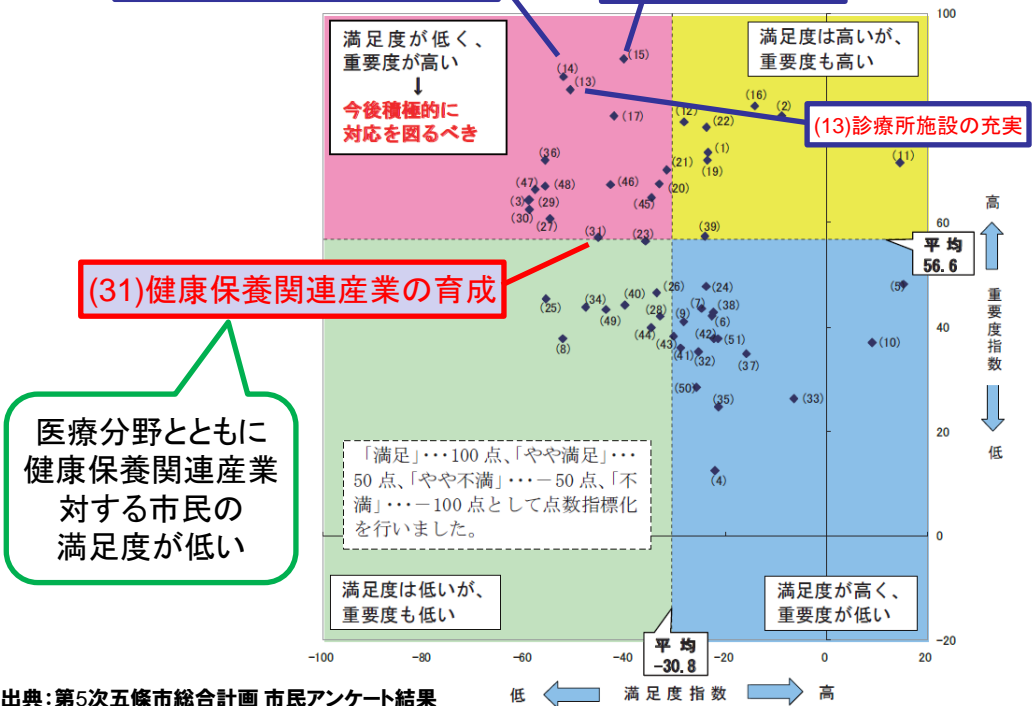 100
満足度が低く、
重要度が高い
↓
今後積極的に
対応を図るべき
満足度は高いが、
重要度も高い
(15)
(14)
(13)
(17)
(16)
(2)
(12)
(22)
(13)診療所施設の充実
(1)
(19)
(11)
(36)
(21)
(20)
(47)
(48)
(46)
(45)
(3)
(29)
(30)
(27)
(31)
(23)
(39)
60
高
平均
56.6
(31)健康保養関連産業の育成
重要度指数
(25)
(34)
(49)
(40)
(26)
(28)
(44)
(8)
(24)
(7)
(38)
(6)
(9)
(5)
40
(43)
(42)
(51)
(41)
(32)
(37)
(10)
(50)
(35)
(33)
(4)
20
低
医療分野とともに
健康保養関連産業
対する市民の
満足度が低い
「満足」・・・100点、「やや満足」・・・
50点、「やや不満」・・・−50点、「不
満」・・・−100点として点数指標化
を行いました。
0
満足度は低いが、
重要度も低い
満足度が高く、
重要度が低い
-20
平均
-30.8
-100
-80
-60
-40
-20
0
20
低
満足度指数
高
出典：第5次五條市総合計画 市民アンケート結果